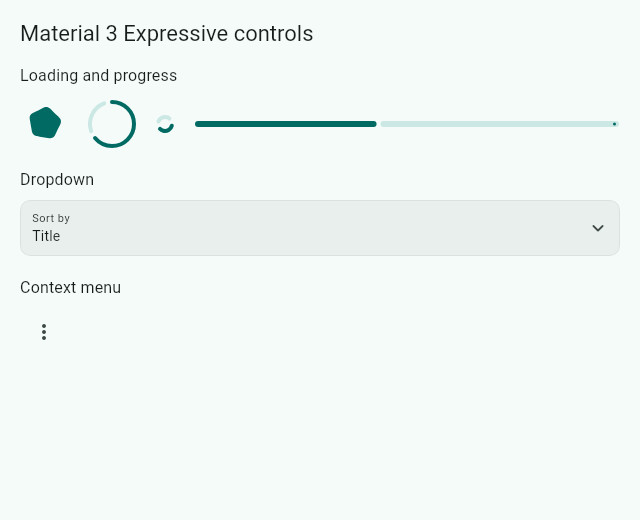 Material 3 Expressive controls
Loading and progress
Dropdown
Sort by
Title
Context menu